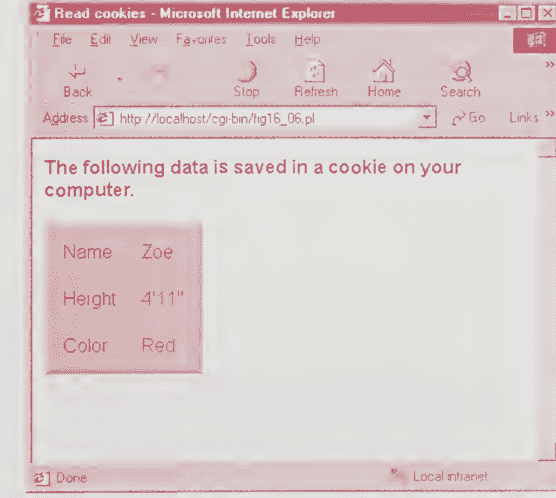 Read cookies - Microsoft Internet Explorer
File Edit View Favorites Tools Help
Back Stop Refresh Home Search »
Address http://localhost/cgi-bin/fig16_06.pl Go Links »
The following data is saved in a cookie on your
computer.
Name Zoe
Height 4'11"
Color Red
Done Local intranet